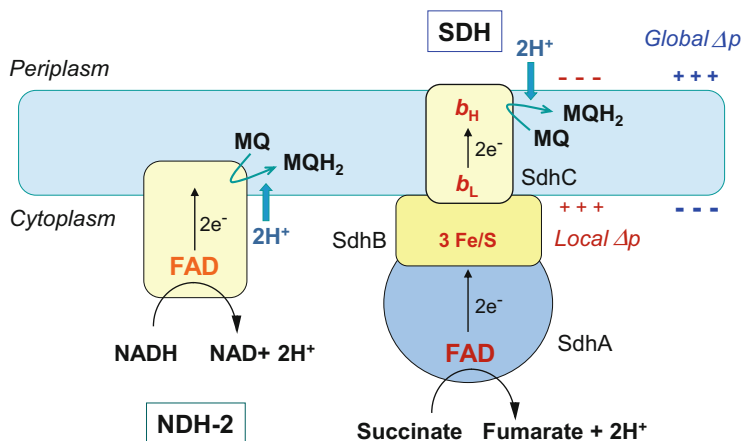 SDH
Global Δp
2H⁺
Periplasm
- - -
+ + +
b_H
MQH₂
MQ
MQ
2e⁻
MQH₂
b_L
SdhC
Cytoplasm
2e⁻
2H⁺
+ + +
- - -
SdhB
3 Fe/S
Local Δp
FAD
2e⁻
NADH
NAD+ 2H⁺
FAD
SdhA
NDH-2
Succinate
Fumarate + 2H⁺